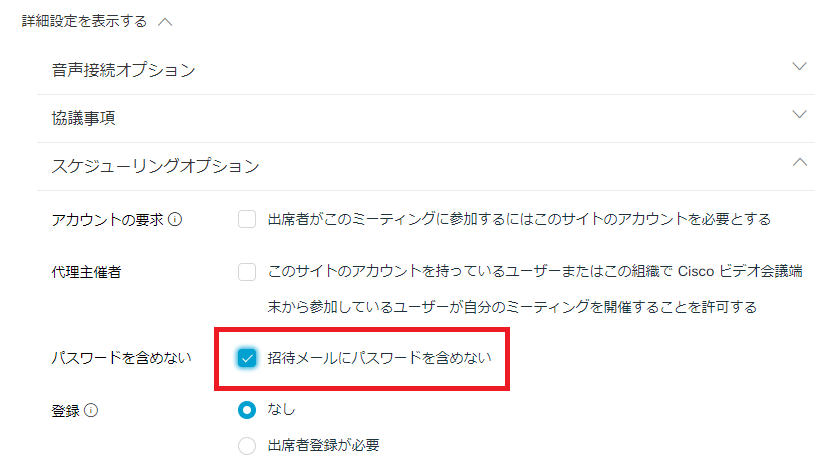 詳細設定を表示する
音声接続オプション
協議事項
スケジューリングオプション
アカウントの要求
出席者がこのミーティングに参加するにはこのサイトのアカウントを必要とする
代理主催者
このサイトのアカウントを持っているユーザーまたはこの組織で Cisco ビデオ会議端
末から参加しているユーザーが自分のミーティングを開催することを許可する
パスワードを含めない
招待メールにパスワードを含めない
登録
なし
出席者登録が必要